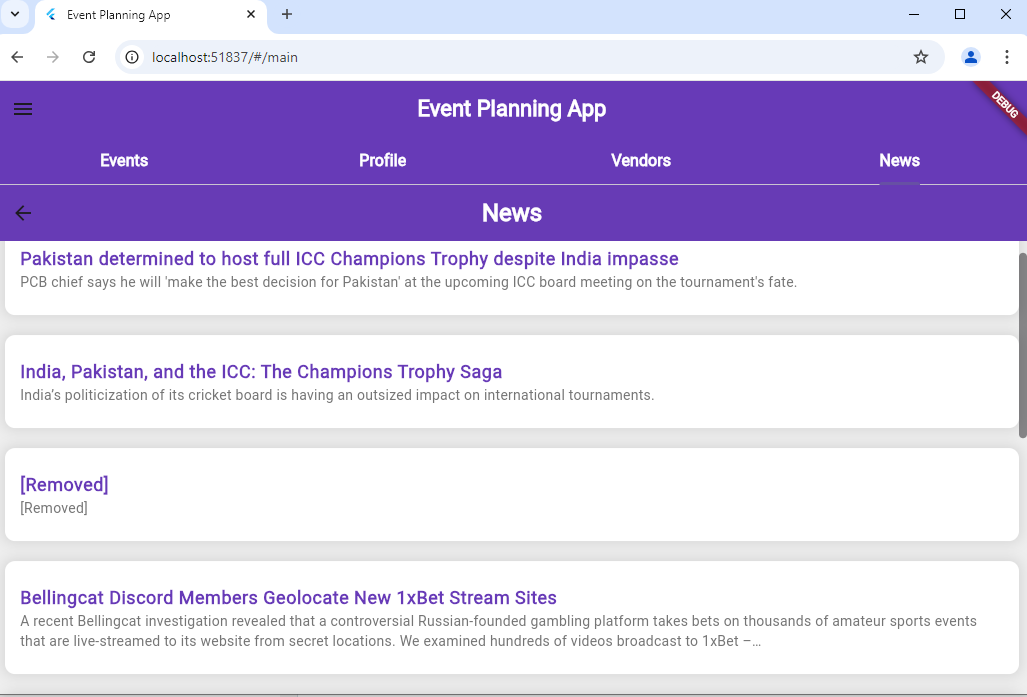 Event Planning App
localhost:51837/#/main
Event Planning App
DEBUG
Events Profile Vendors News
News
Pakistan determined to host full ICC Champions Trophy despite India impasse
PCB chief says he will 'make the best decision for Pakistan' at the upcoming ICC board meeting on the tournament's fate.
India, Pakistan, and the ICC: The Champions Trophy Saga
India's politicization of its cricket board is having an outsized impact on international tournaments.
[Removed]
[Removed]
Bellingcat Discord Members Geolocate New 1xBet Stream Sites
A recent Bellingcat investigation revealed that a controversial Russian-founded gambling platform takes bets on thousands of amateur sports events
that are live-streamed to its website from secret locations. We examined hundreds of videos broadcast to 1xBet –…